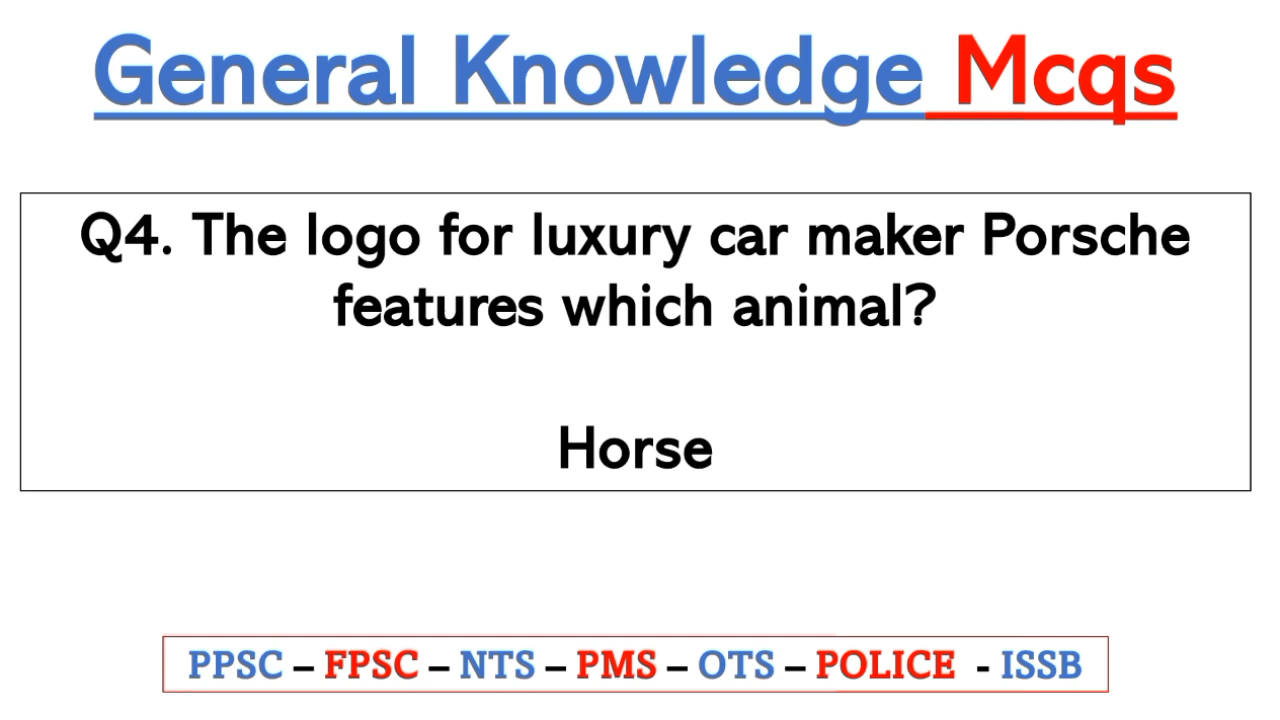 General Knowledge Mcqs
Q4. The logo for luxury car maker Porsche
features which animal?
Horse
PPSC – FPSC – NTS – PMS – OTS – POLICE - ISSB